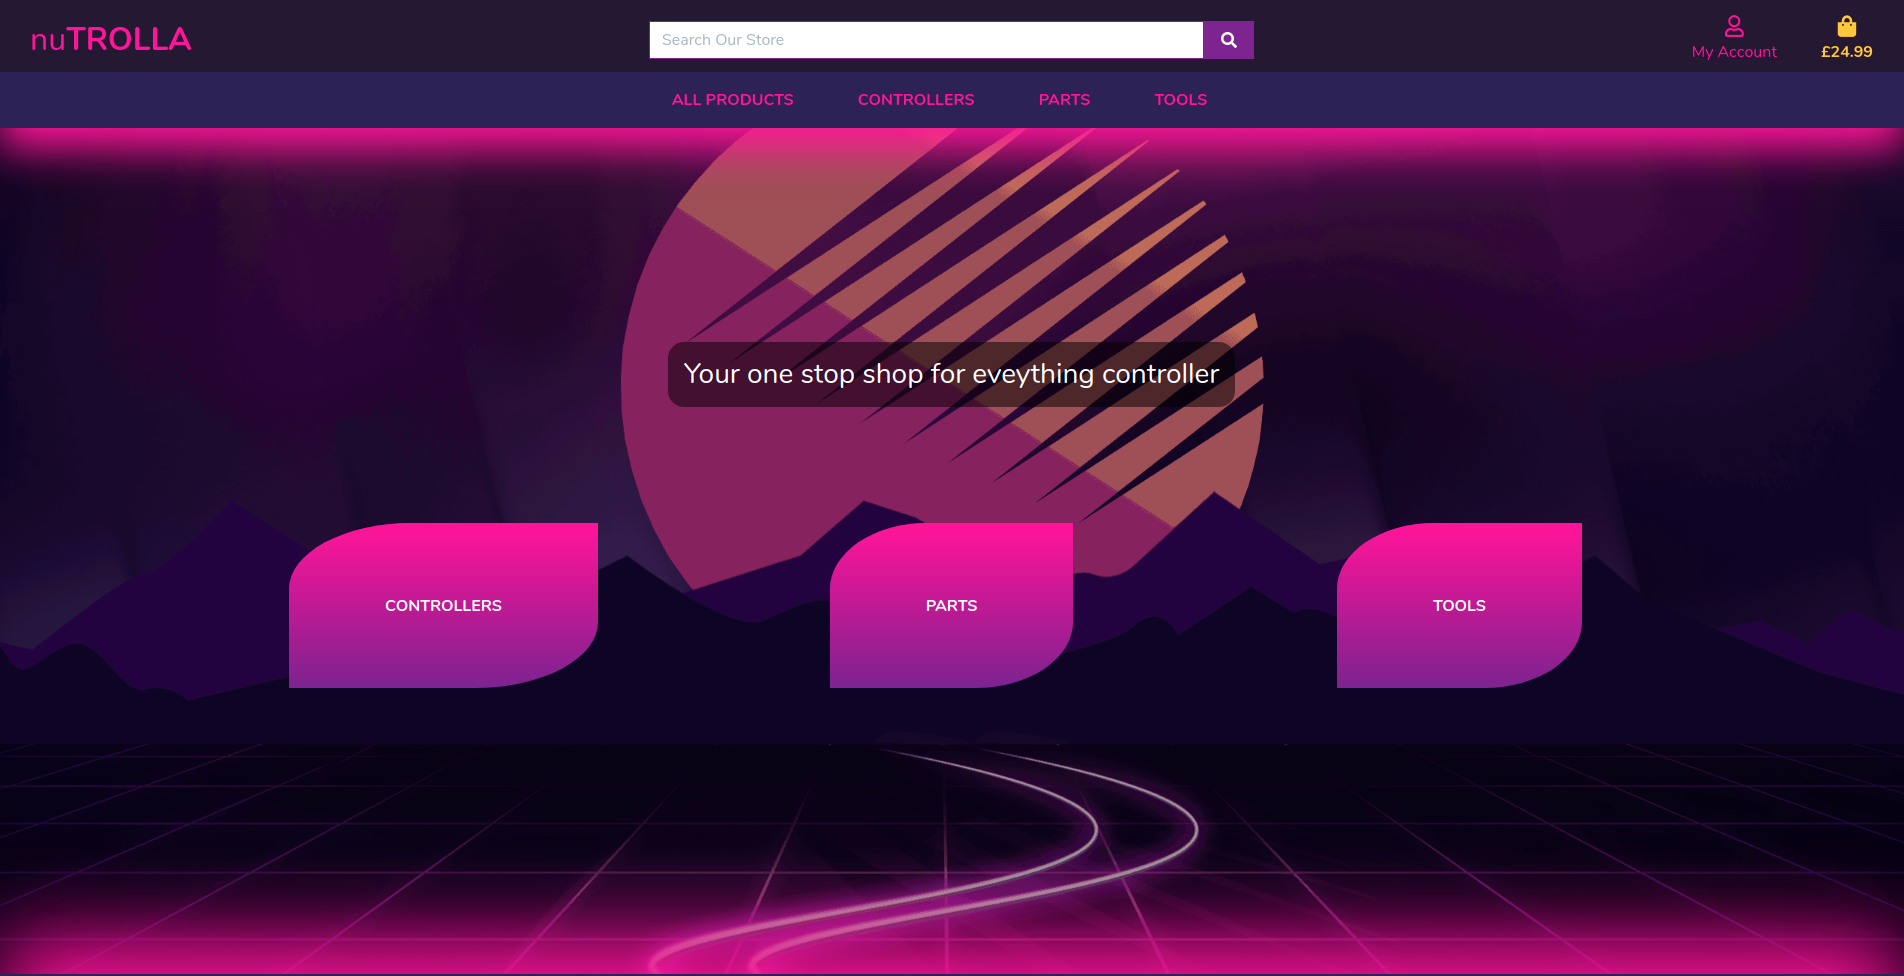 nuTROLLA
Search Our Store
My Account
£24.99
ALL PRODUCTS
CONTROLLERS
PARTS
TOOLS
Your one stop shop for eveything controller
CONTROLLERS
PARTS
TOOLS